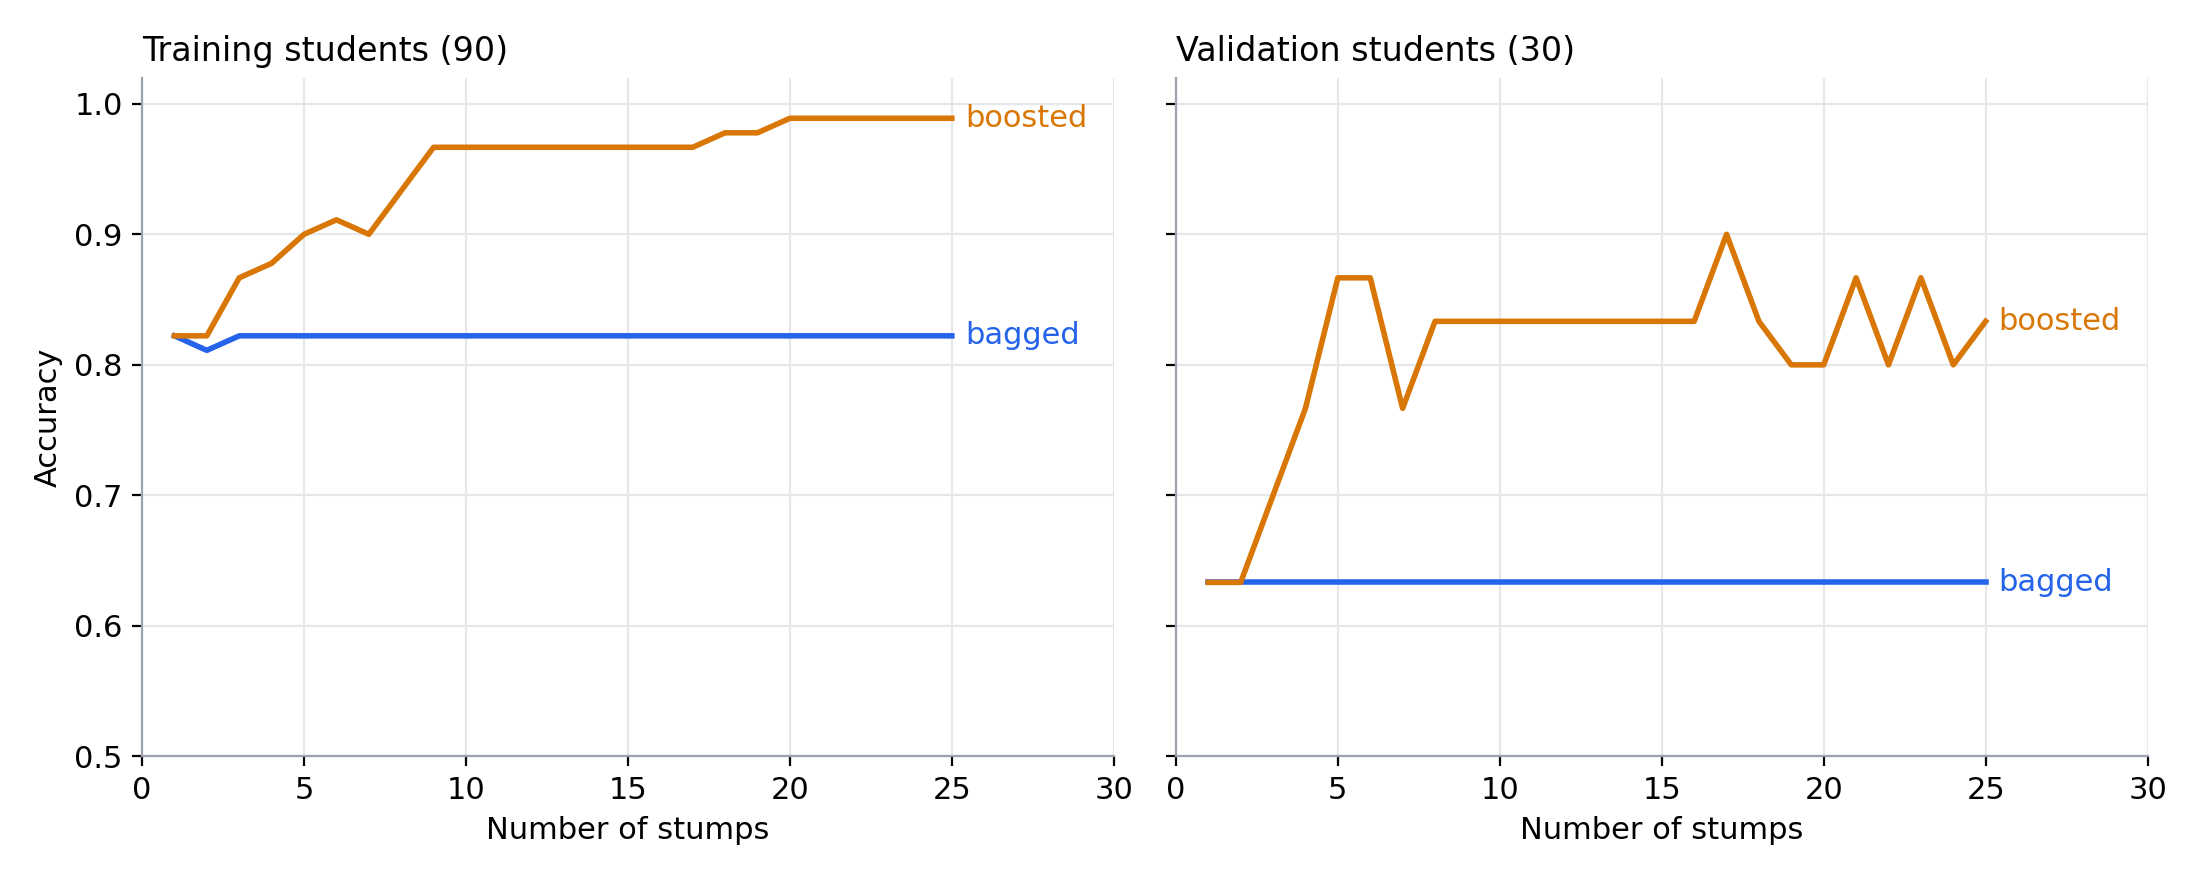 Training students (90)
Validation students (30)
Accuracy
1.0
0.9
0.8
0.7
0.6
0.5
boosted
bagged
boosted
bagged
0 5 10 15 20 25 30
0 5 10 15 20 25 30
Number of stumps
Number of stumps